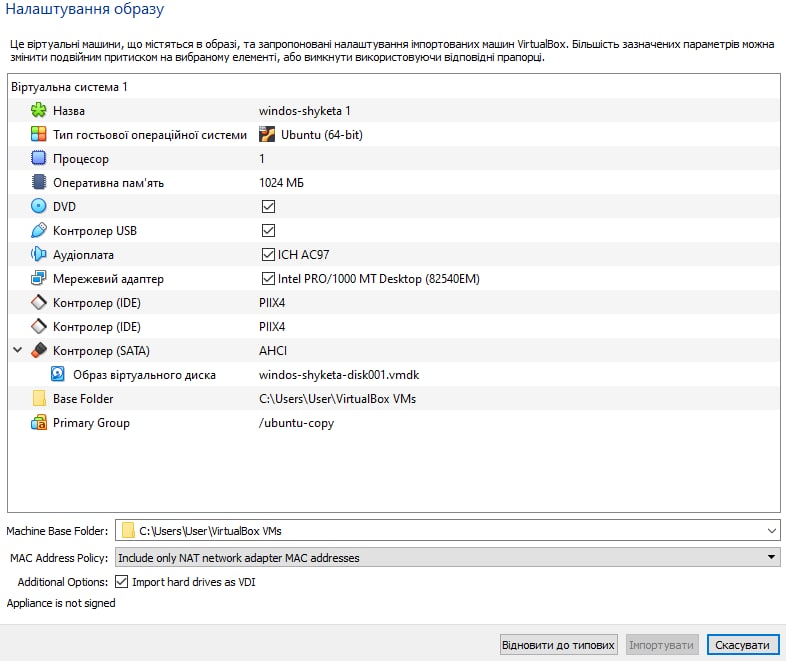 Налаштування образу
Це віртуальні машини, що містяться в образі, та запропоновані налаштування імпортованих машин VirtualBox. Більшість зазначених параметрів можна
змінити подвійним притиском на вибраному елементі, або вимкнути використовуючи відповідні прапорці.
Віртуальна система 1
Назва windos-shyketa 1
Тип гостьової операційної системи Ubuntu (64-bit)
Процесор 1
Оперативна пам'ять 1024 МБ
DVD
Контролер USB
Аудіоплата ICH AC97
Мережевий адаптер Intel PRO/1000 MT Desktop (82540EM)
Контролер (IDE) PIIX4
Контролер (IDE) PIIX4
Контролер (SATA) AHCI
Образ віртуального диска windos-shyketa-disk001.vmdk
Base Folder C:\Users\User\VirtualBox VMs
Primary Group /ubuntu-copy
Machine Base Folder: C:\Users\User\VirtualBox VMs
MAC Address Policy: Include only NAT network adapter MAC addresses
Additional Options: Import hard drives as VDI
Appliance is not signed
Відновити до типових Імпортувати Скасувати